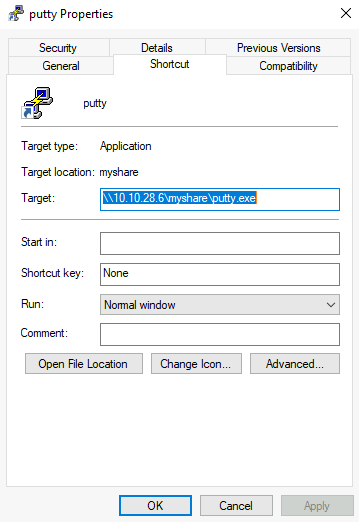 putty Properties
Security Details Previous Versions
General Shortcut Compatibility
putty
Target type: Application
Target location: myshare
Target: \\10.10.28.6\myshare\putty.exe
Start in:
Shortcut key: None
Run: Normal window
Comment:
Open File Location Change Icon... Advanced...
OK Cancel Apply